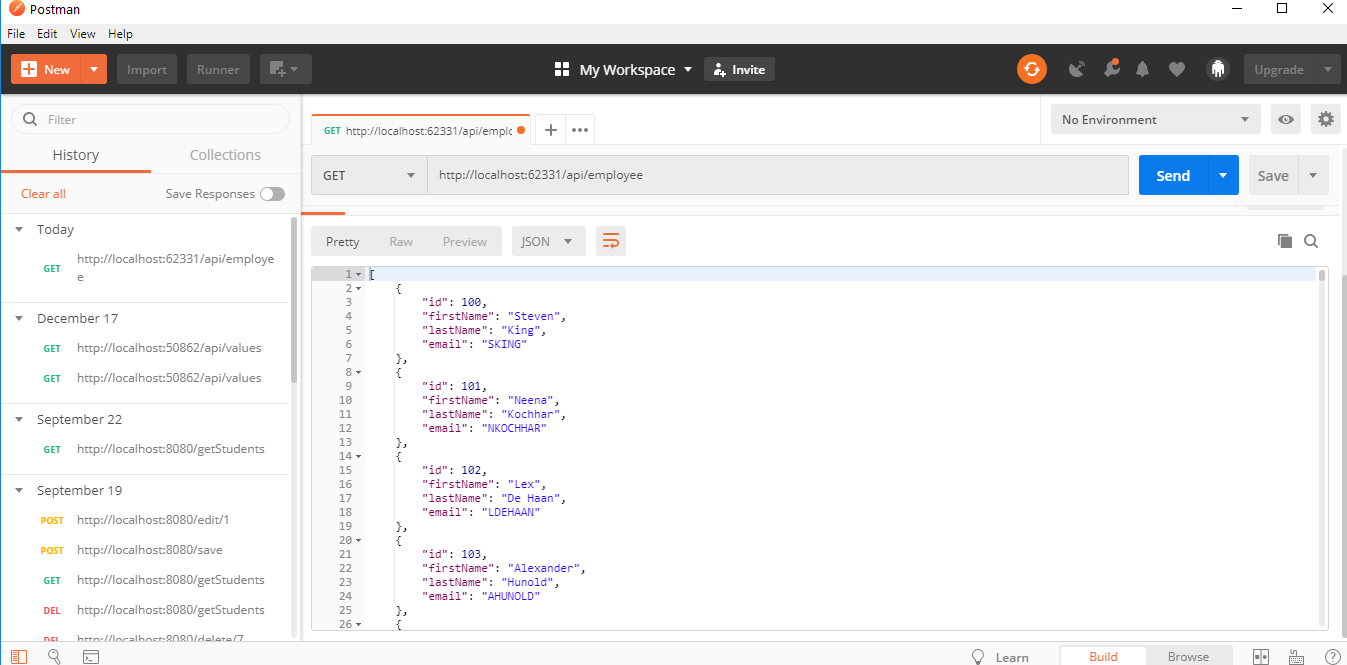 Postman
File Edit View Help
New Import Runner My Workspace Invite Upgrade
Filter
History Collections
Clear all Save Responses
Today
GET http://localhost:62331/api/employe
e
December 17
GET http://localhost:50862/api/values
GET http://localhost:50862/api/values
September 22
GET http://localhost:8080/getStudents
September 19
POST http://localhost:8080/edit/1
POST http://localhost:8080/save
GET http://localhost:8080/getStudents
DEL http://localhost:8080/getStudents
DEL http://localhost:8080/delete/7
GET http://localhost:62331/api/emplo
No Environment
GET http://localhost:62331/api/employee Send Save
Pretty Raw Preview JSON
1 [
2 {
3 "id": 100,
4 "firstName": "Steven",
5 "lastName": "King",
6 "email": "SKING"
7 },
8 {
9 "id": 101,
10 "firstName": "Neena",
11 "lastName": "Kochhar",
12 "email": "NKOCHHAR"
13 },
14 {
15 "id": 102,
16 "firstName": "Lex",
17 "lastName": "De Haan",
18 "email": "LDEHAAN"
19 },
20 {
21 "id": 103,
22 "firstName": "Alexander",
23 "lastName": "Hunold",
24 "email": "AHUNOLD"
25 },
26 {
Learn Build Browse